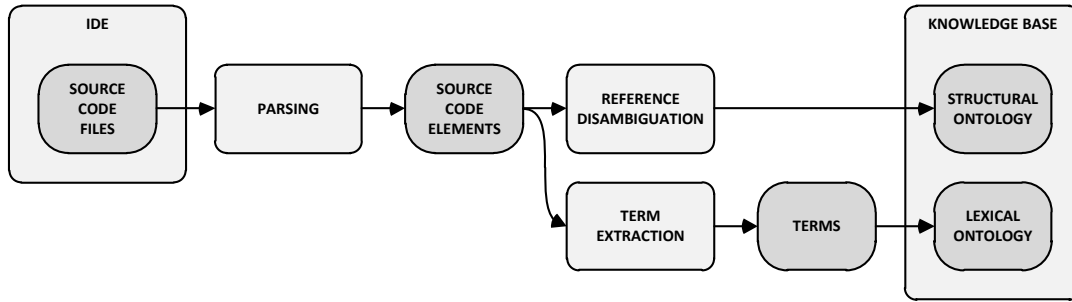 IDE
KNOWLEDGE BASE
SOURCE
CODE
FILES
PARSING
SOURCE
CODE
ELEMENTS
REFERENCE
DISAMBIGUATION
STRUCTURAL
ONTOLOGY
TERM
EXTRACTION
TERMS
LEXICAL
ONTOLOGY